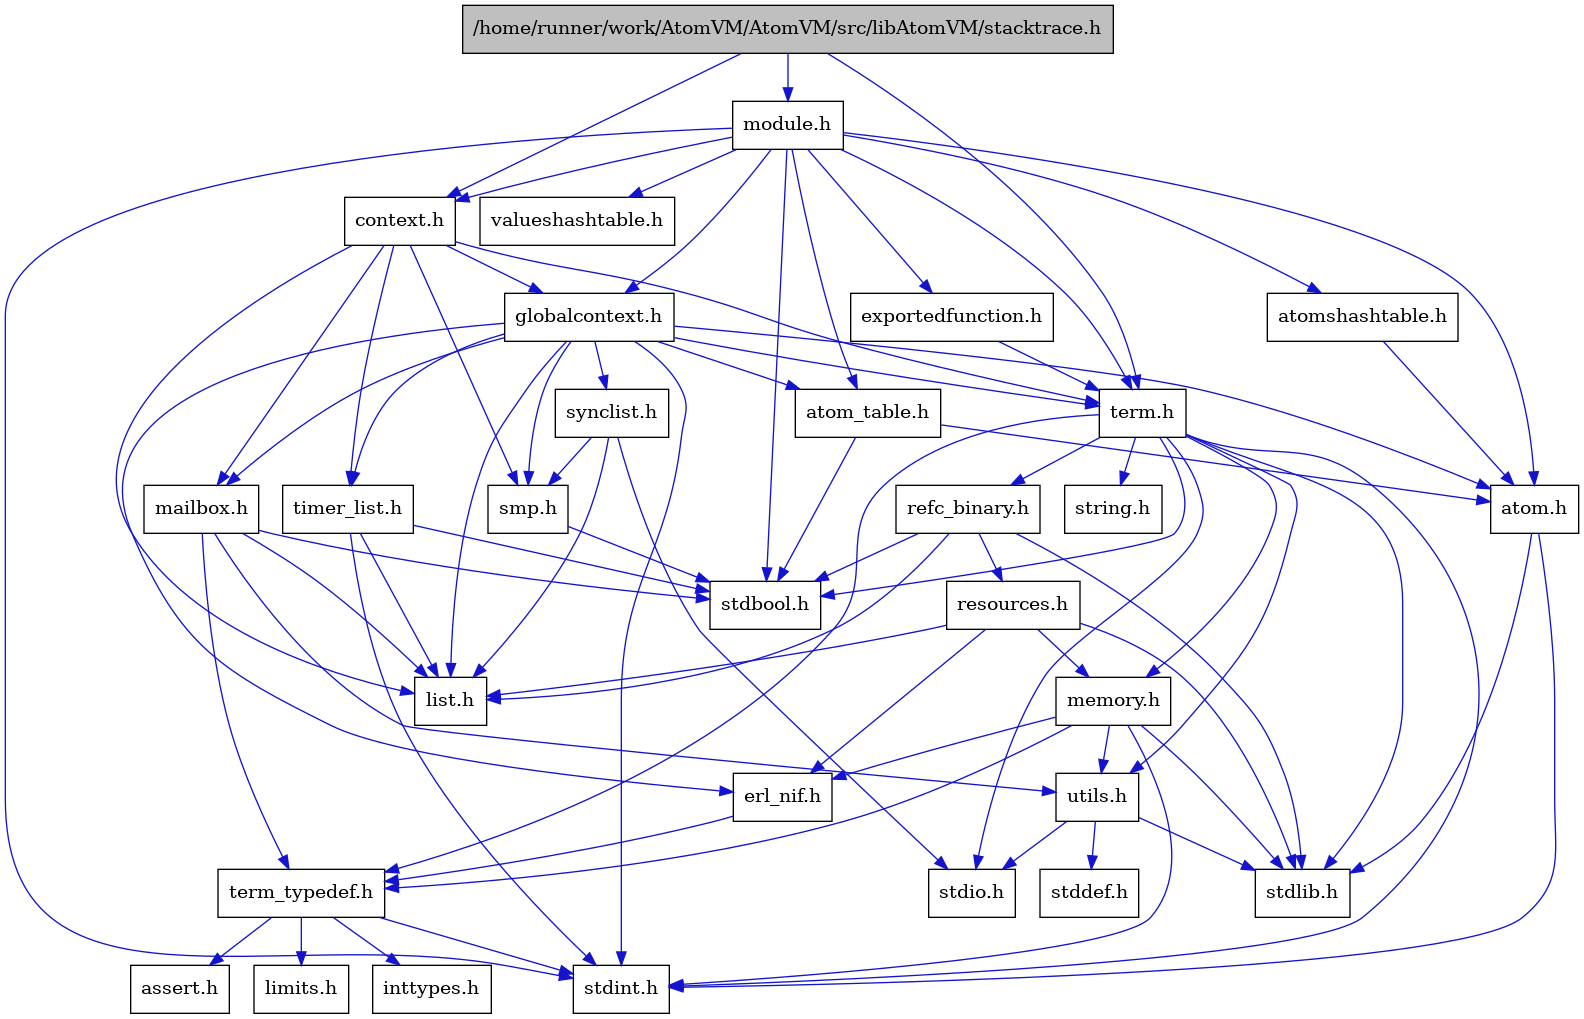 /home/runner/work/AtomVM/AtomVM/src/libAtomVM/stacktrace.h
module.h
context.h
valueshashtable.h
globalcontext.h
exportedfunction.h
atomshashtable.h
synclist.h
atom_table.h
term.h
mailbox.h
timer_list.h
smp.h
refc_binary.h
string.h
atom.h
stdbool.h
resources.h
list.h
memory.h
erl_nif.h
utils.h
term_typedef.h
stdio.h
stddef.h
stdlib.h
assert.h
limits.h
inttypes.h
stdint.h